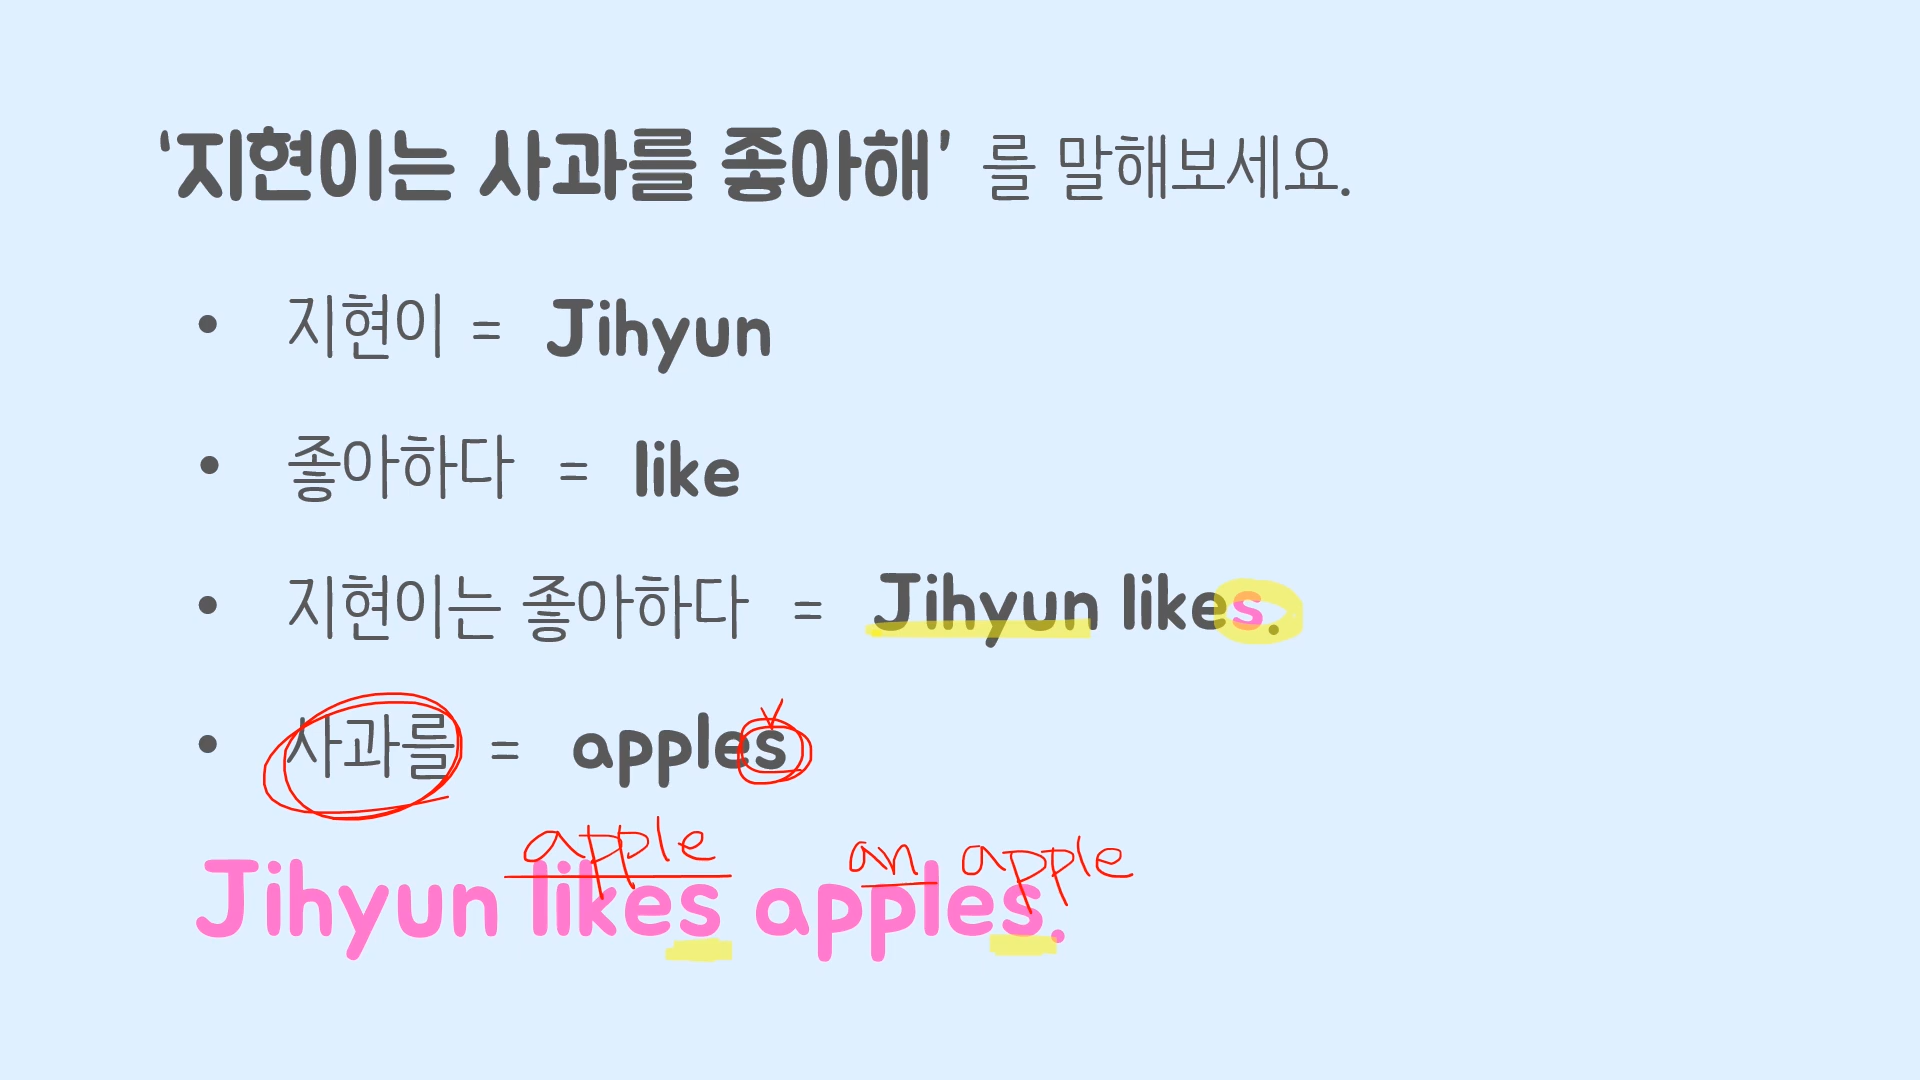 ‘지현이는 사과를 좋아해’ 를 말해보세요.
• 지현이 = Jihyun
• 좋아하다 = like
• 지현이는 좋아하다 = Jihyun likes.
• 사과를 = apples
apple an apple
Jihyun likes apples.